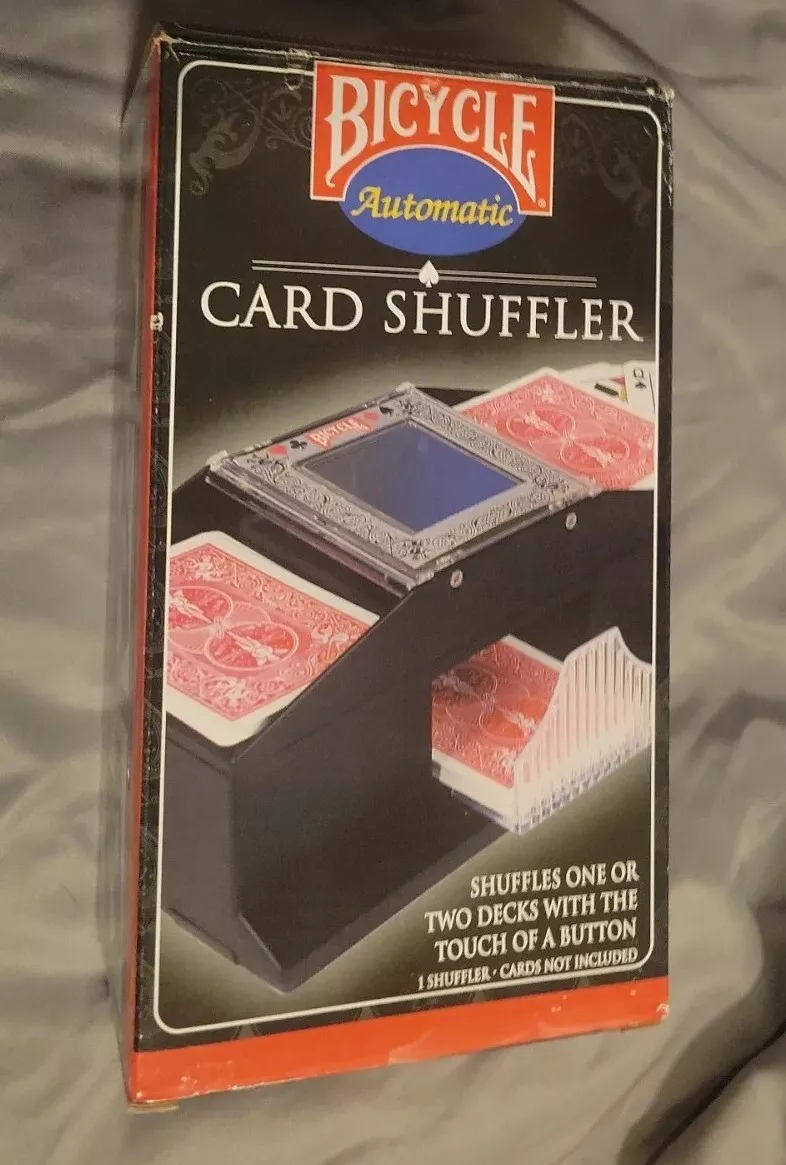 BICYCLE®
Automatic
CARD SHUFFLER
BICYCLE
Q
SHUFFLES ONE OR
TWO DECKS WITH THE
TOUCH OF A BUTTON
1 SHUFFLER • CARDS NOT INCLUDED